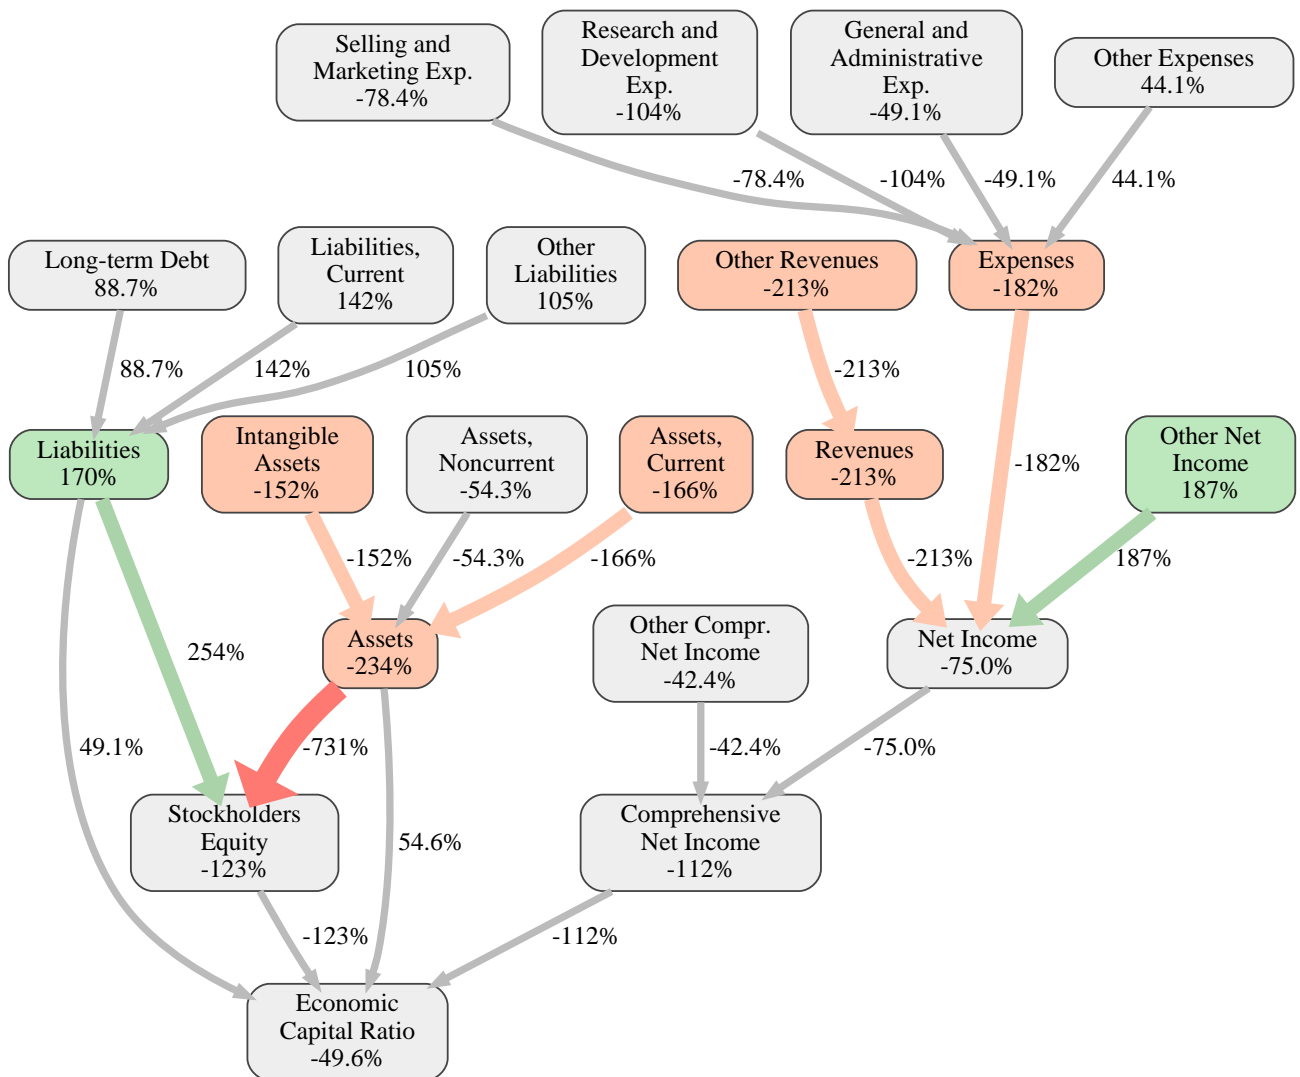 Selling and
Marketing Exp.
-78.4%
Research and
Development
Exp.
-104%
General and
Administrative
Exp.
-49.1%
Other Expenses
44.1%
-78.4%
-104%
-49.1%
44.1%
Long-term Debt
88.7%
Liabilities,
Current
142%
Other
Liabilities
105%
Other Revenues
-213%
Expenses
-182%
88.7%
142%
105%
-213%
-182%
Liabilities
170%
Intangible
Assets
-152%
Assets,
Noncurrent
-54.3%
Assets,
Current
-166%
Revenues
-213%
Other Net
Income
187%
-152%
-54.3%
-166%
-213%
187%
254%
Assets
-234%
Other Compr.
Net Income
-42.4%
Net Income
-75.0%
49.1%
-731%
-42.4%
-75.0%
Stockholders
Equity
-123%
54.6%
Comprehensive
Net Income
-112%
-123%
-112%
Economic
Capital Ratio
-49.6%